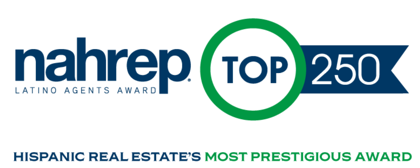 nahrep®
LATINO AGENTS AWARD
TOP 250
HISPANIC REAL ESTATE'S MOST PRESTIGIOUS AWARD